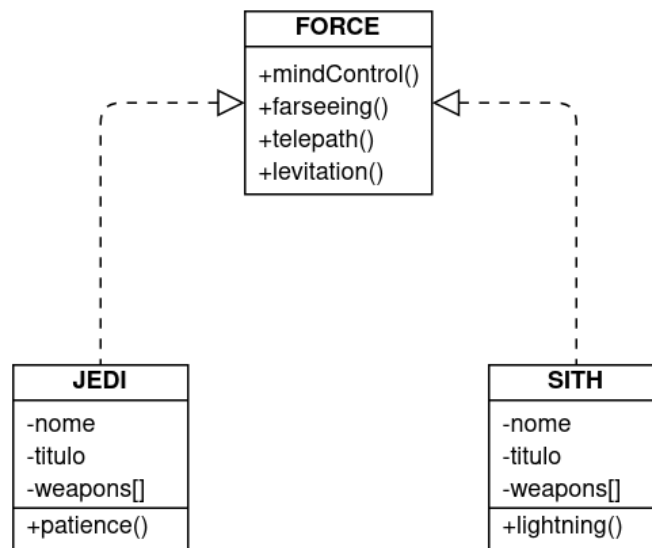 FORCE
+mindControl()
+farseeing()
+telepath()
+levitation()
JEDI
-nome
-titulo
-weapons[]
+patience()
SITH
-nome
-titulo
-weapons[]
+lightning()